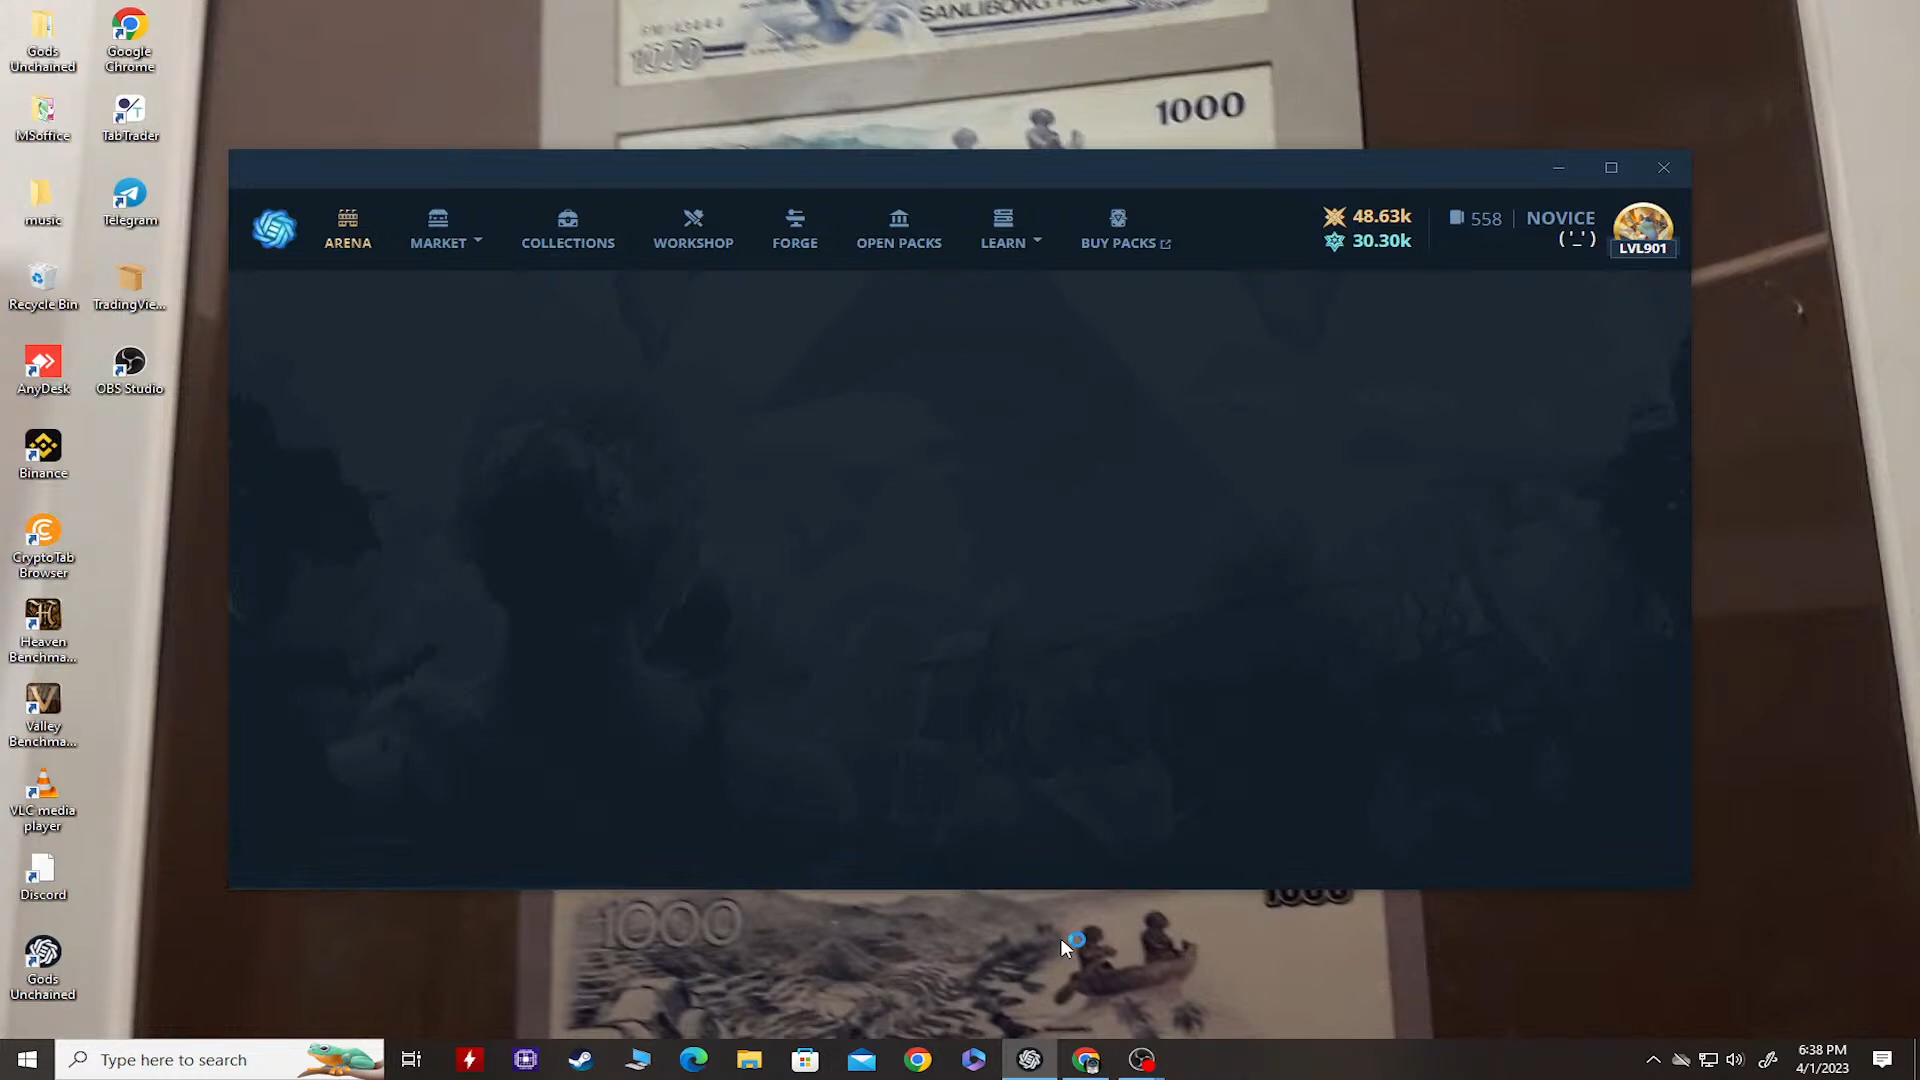 Gods
Unchained
Google
Chrome
MSoffice
TabTrader
music
Telegram
Recycle Bin
TradingVie...
AnyDesk
OBS Studio
Binance
CryptoTab
Browser
Heaven
Benchma...
Valley
Benchma...
VLC media
player
Discord
Gods
Unchained
1000
1000
ARENA
MARKET
COLLECTIONS
WORKSHOP
FORGE
OPEN PACKS
LEARN
BUY PACKS
48.63k
30.30k
558
NOVICE
('_')
LVL901
1000
1000
Type here to search
6:38 PM
4/1/2023